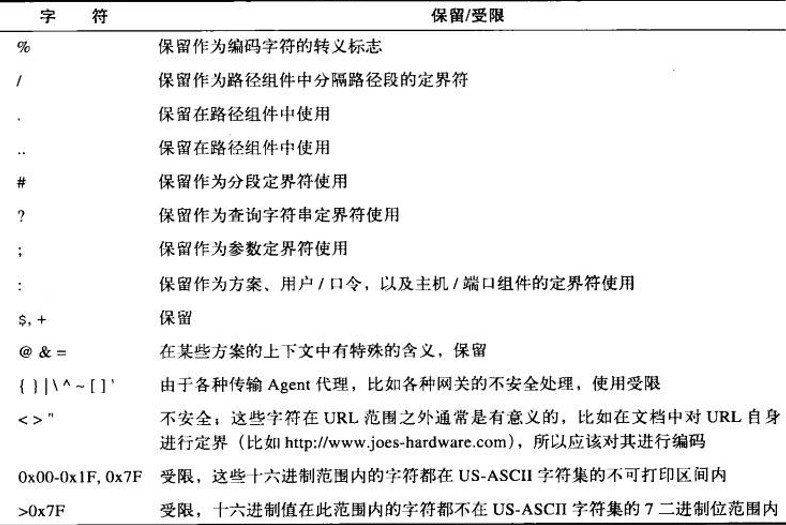 字 符 保留/受限
% 保留作为编码字符的转义标志
/ 保留作为路径组件中分隔路径段的定界符
. 保留在路径组件中使用
.. 保留在路径组件中使用
# 保留作为分段定界符使用
? 保留作为查询字符串定界符使用
; 保留作为参数定界符使用
: 保留作为方案、用户/口令，以及主机/端口组件的定界符使用
$, + 保留
@ & = 在某些方案的上下文中有特殊的含义，保留
{ } | \ ^ ~ [ ] ' 由于各种传输 Agent 代理，比如各种网关的不安全处理，使用受限
< > " 不安全；这些字符在 URL 范围之外通常是有意义的，比如在文档中对 URL 自身
进行定界（比如 http://www.joes-hardware.com），所以应该对其进行编码
0x00-0x1F, 0x7F 受限，这些十六进制范围内的字符都在 US-ASCII 字符集的不可打印区间内
>0x7F 受限，十六进制值在此范围内的字符都不在 US-ASCII 字符集的 7 二进制位范围内